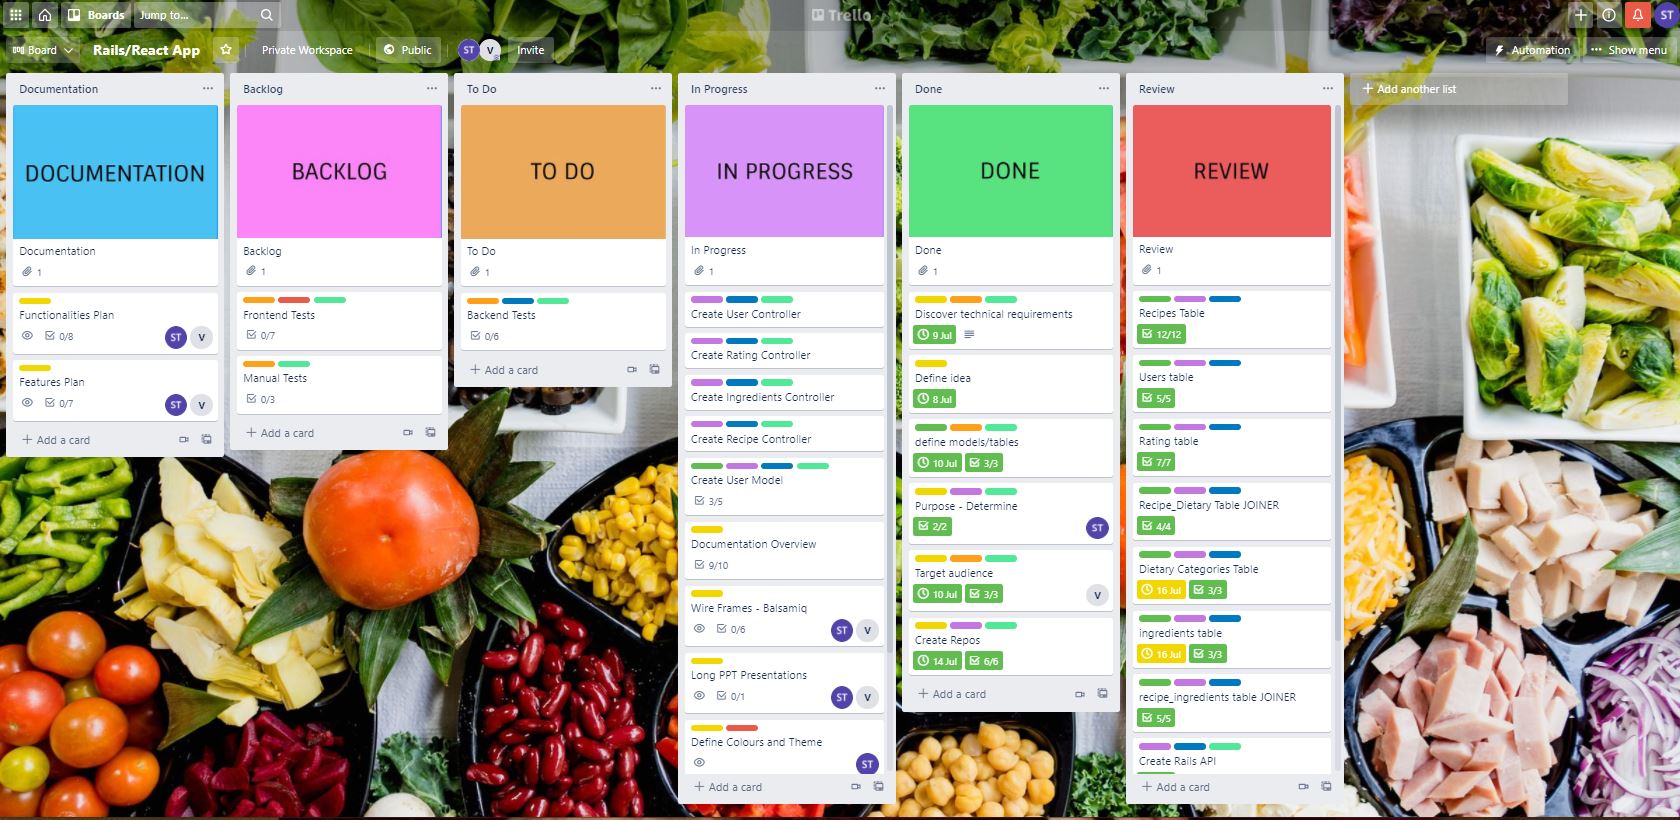 Boards
Jump to...
Trello
ST
Board
Rails/React App
Private Workspace
Public
ST
V
Invite
Automation
Show menu
Documentation
DOCUMENTATION
Documentation
1
Functionalities Plan
0/8
ST
V
Features Plan
0/7
ST
V
Add a card
Backlog
BACKLOG
Backlog
1
Frontend Tests
0/7
Manual Tests
0/3
Add a card
To Do
TO DO
To Do
1
Backend Tests
0/6
Add a card
In Progress
IN PROGRESS
In Progress
1
Create User Controller
Create Rating Controller
Create Ingredients Controller
Create Recipe Controller
Create User Model
3/5
Documentation Overview
9/10
Wire Frames - Balsamiq
0/6
ST
V
Long PPT Presentations
0/1
ST
V
Define Colours and Theme
ST
Add a card
Done
DONE
Done
1
Discover technical requirements
9 Jul
Define idea
8 Jul
define models/tables
10 Jul
3/3
Purpose - Determine
2/2
ST
Target audience
10 Jul
3/3
V
Create Repos
14 Jul
6/6
Add a card
Review
REVIEW
Review
1
Recipes Table
12/12
Users table
5/5
Rating table
7/7
Recipe_Dietary Table JOINER
4/4
Dietary Categories Table
16 Jul
3/3
ingredients table
16 Jul
3/3
recipe_ingredients table JOINER
5/5
Create Rails API
Add a card
Add another list